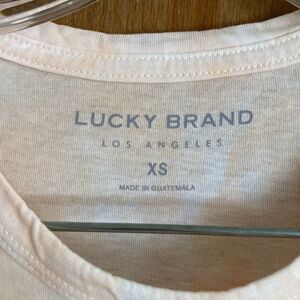 LUCKY BRAND
LOS ANGELES
XS
MADE IN GUATEMALA